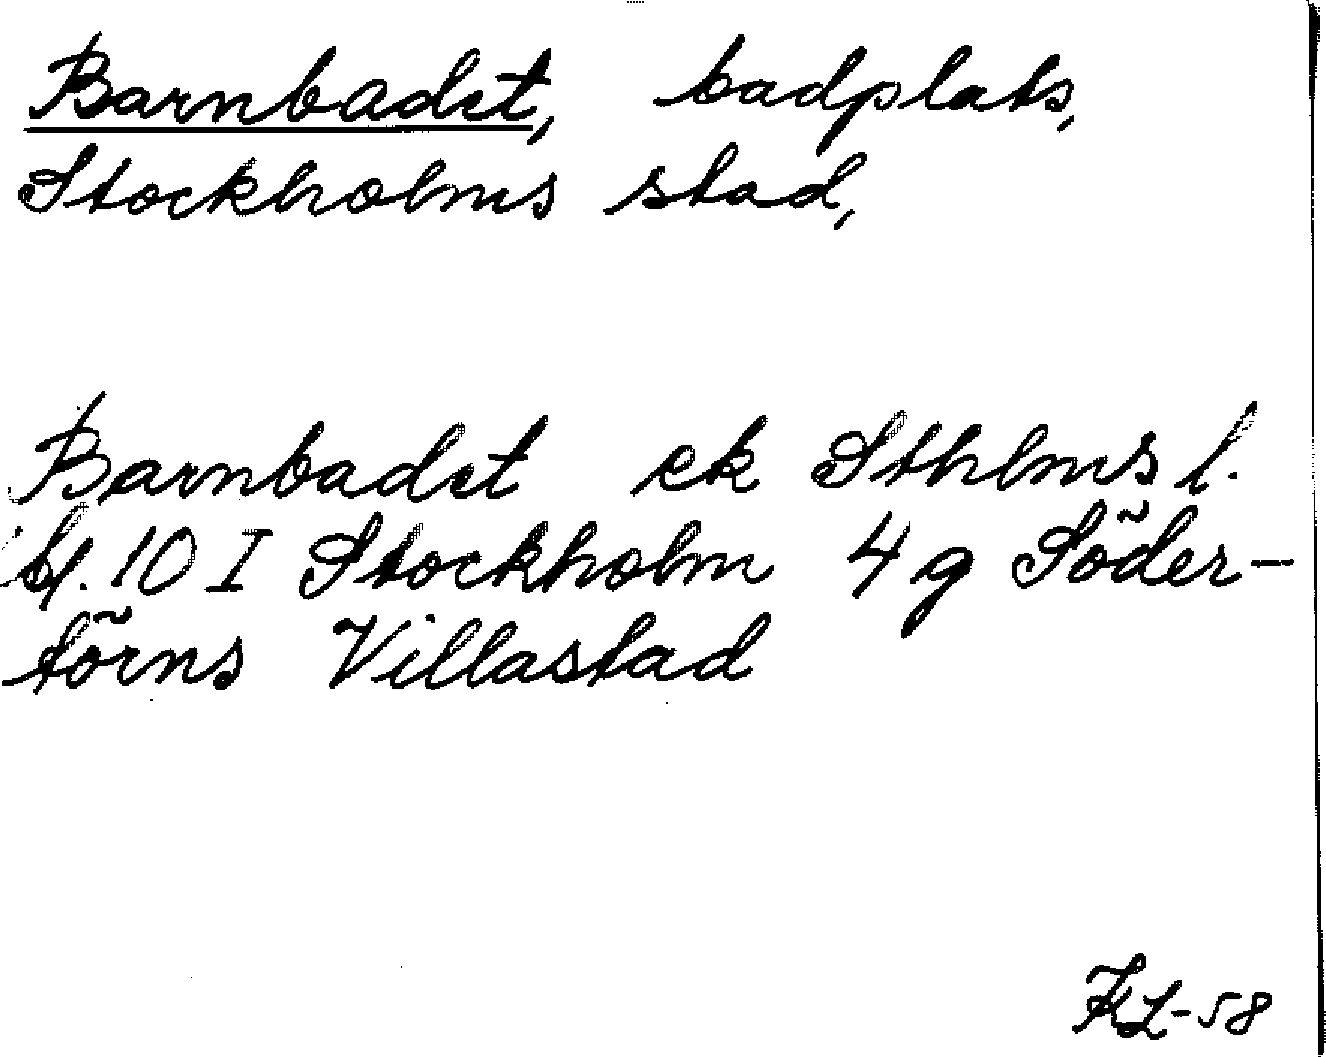 Barnbadet, badplats,
Stockholms stad,
Barnbadet ek Sthlms l.
bl. 10 I Stockholm 4 g Söder-
törns Villastad
KL-58